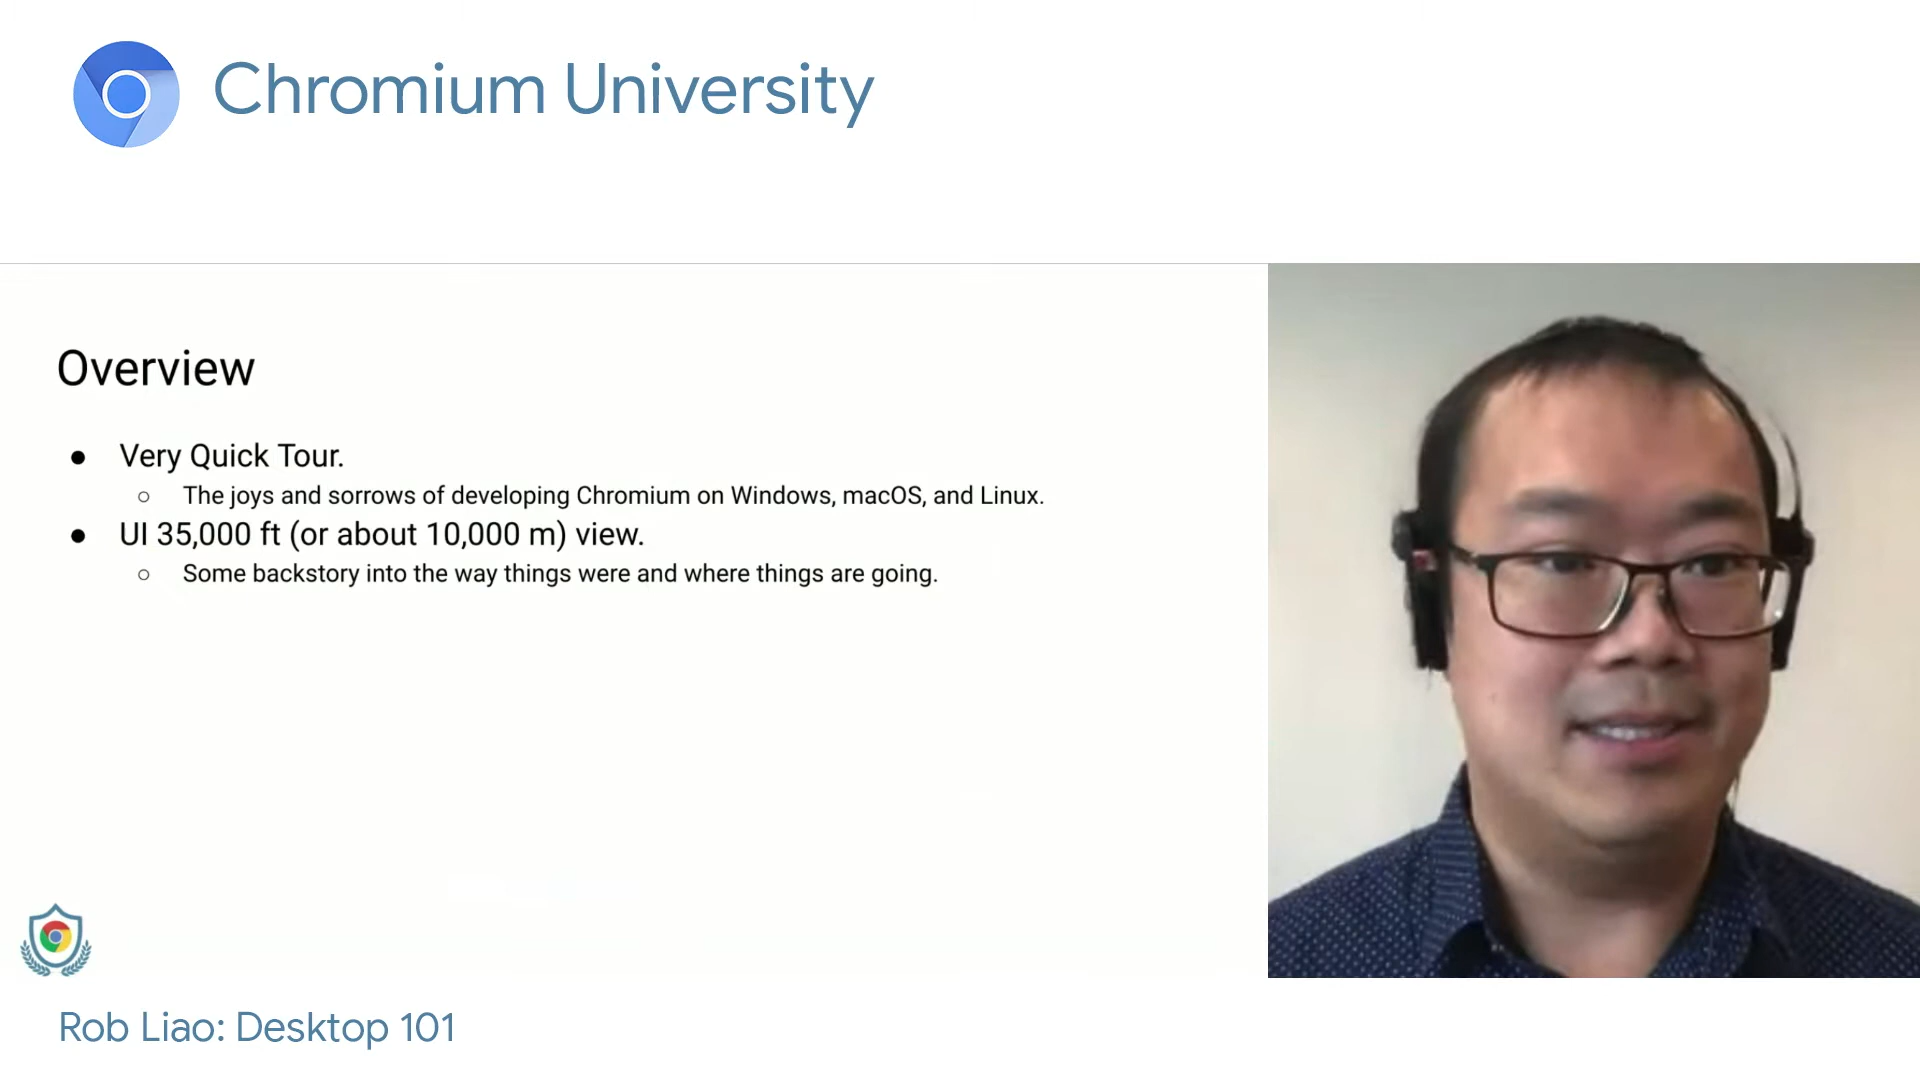 Chromium University
Overview
● Very Quick Tour.
○ The joys and sorrows of developing Chromium on Windows, macOS, and Linux.
● UI 35,000 ft (or about 10,000 m) view.
○ Some backstory into the way things were and where things are going.
Rob Liao: Desktop 101